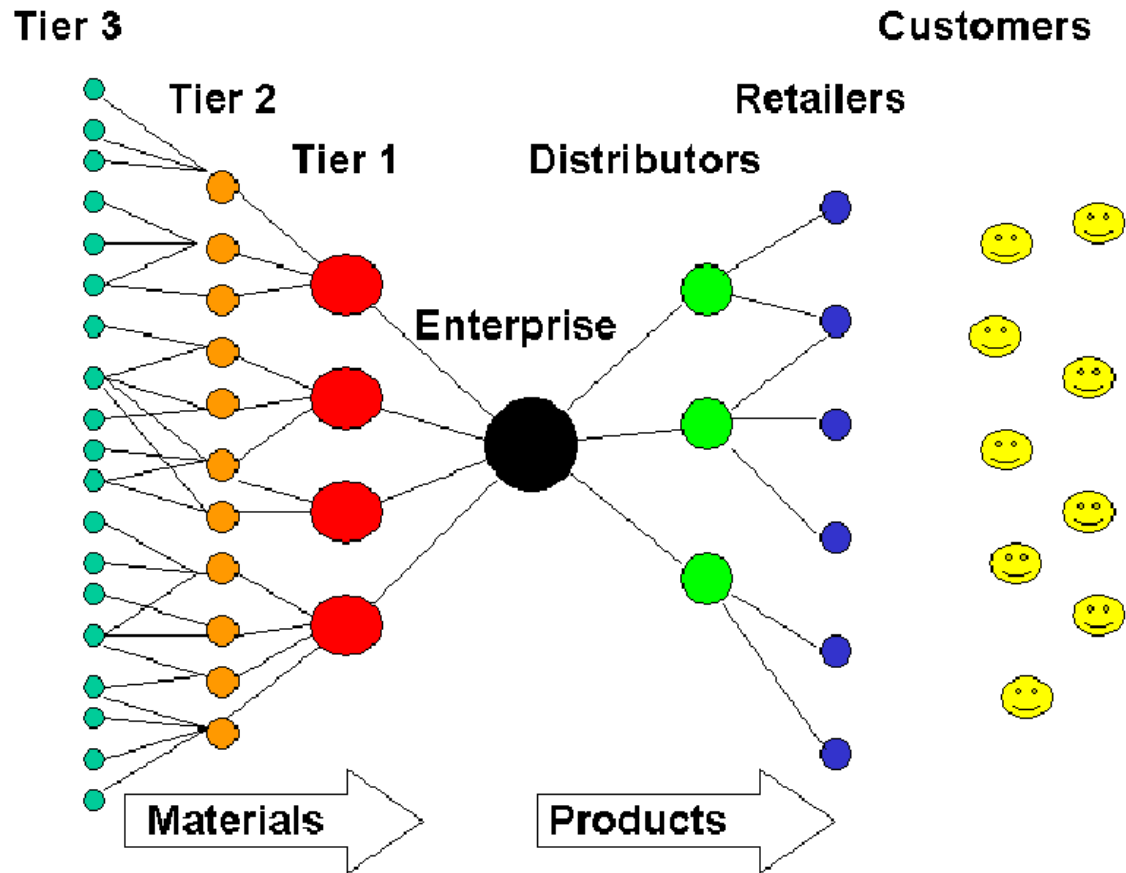 Tier 3
Customers
Tier 2
Retailers
Tier 1
Distributors
Enterprise
Materials
Products